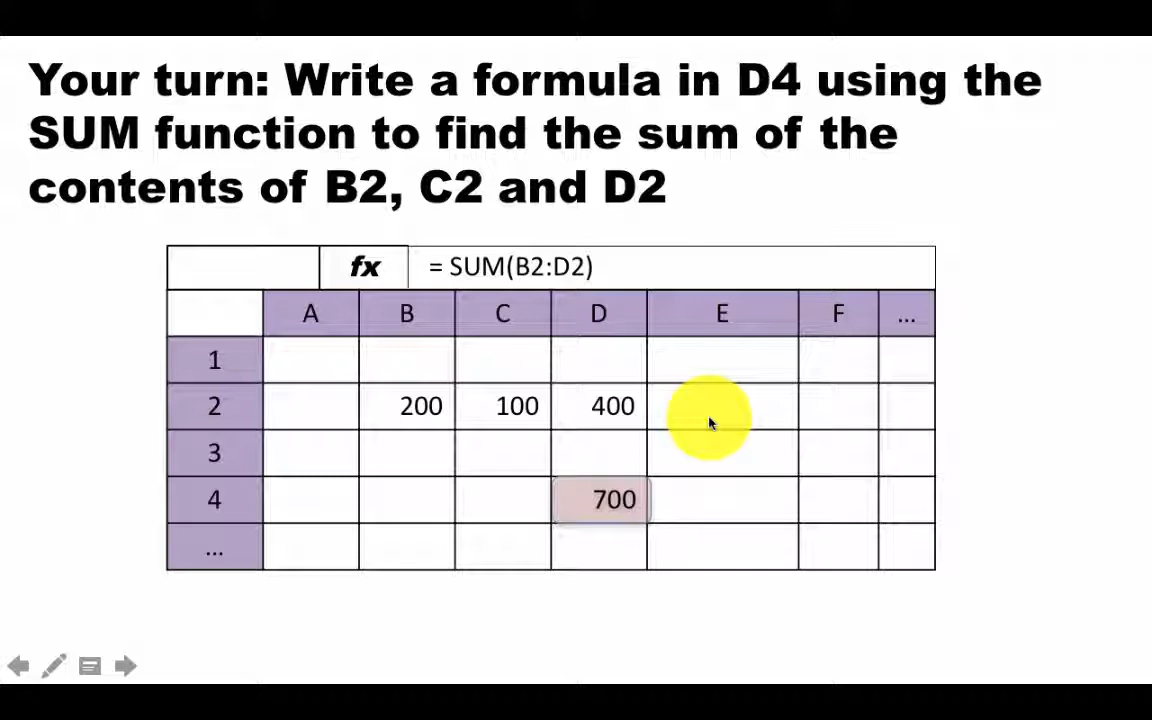 Your turn: Write a formula in D4 using the
SUM function to find the sum of the
contents of B2, C2 and D2
fx = SUM(B2:D2)
A B C D E F ...
1
2 200 100 400
3
4 700
...